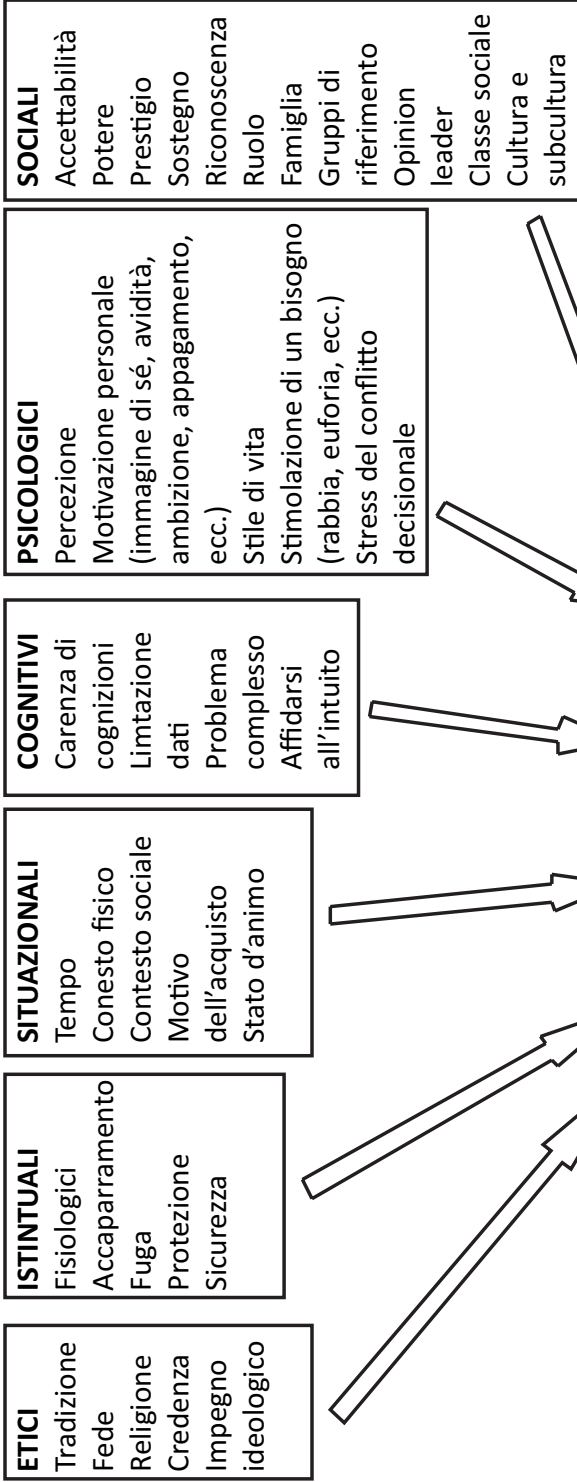 ETICI
Tradizione
Fede
Religione
Credenza
Impegno
ideologico
ISTINTUALI
Fisiologici
Accaparramento
Fuga
Protezione
Sicurezza
SITUAZIONALI
Tempo
Conesto fisico
Contesto sociale
Motivo
dell'acquisto
Stato d'animo
COGNITIVI
Carenza di
cognizioni
Limtazione
dati
Problema
complesso
Affidarsi
all'intuito
PSICOLOGICI
Percezione
Motivazione personale
(immagine di sé, avidità,
ambizione, appagamento,
ecc.)
Stile di vita
Stimolazione di un bisogno
(rabbia, euforia, ecc.)
Stress del conflitto
decisionale
SOCIALI
Accettabilità
Potere
Prestigio
Sostegno
Riconoscenza
Ruolo
Famiglia
Gruppi di
riferimento
Opinion
leader
Classe sociale
Cultura e
subcultura